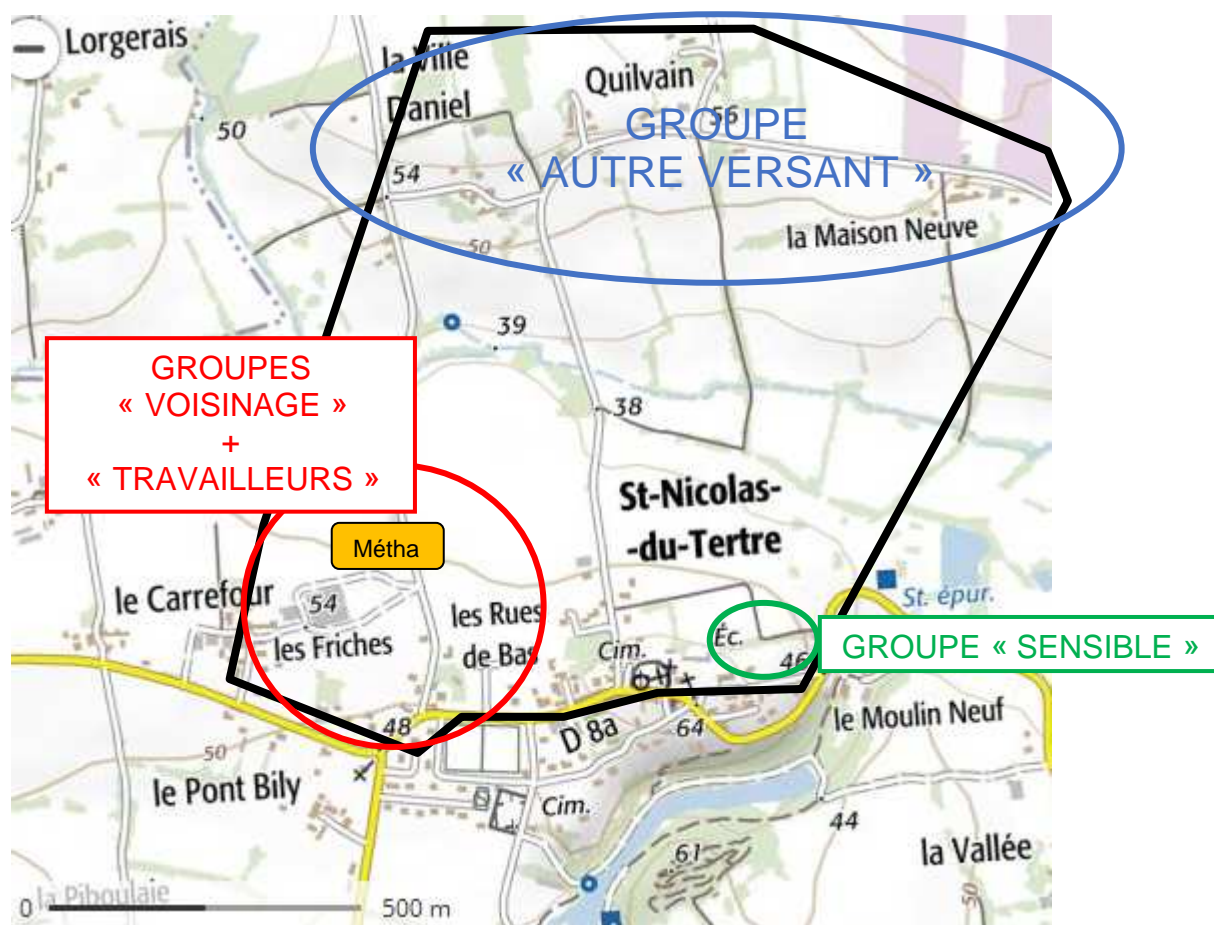 Lorgerais
la Ville
Daniel
Quilvain
50
56
GROUPE
« AUTRE VERSANT »
54
50
la Maison Neuve
39
38
GROUPES
« VOISINAGE »
+
« TRAVAILLEURS »
Métha
St-Nicolas-
-du-Tertre
le Carrefour
54
les Friches
les Rues
de Bas
Cim.
Éc.
46
St. épur.
GROUPE « SENSIBLE »
48
50
D 8a
64
le Moulin Neuf
le Pont Bily
Cim.
44
61
la Vallée
50
la Piboulaie
0
500 m